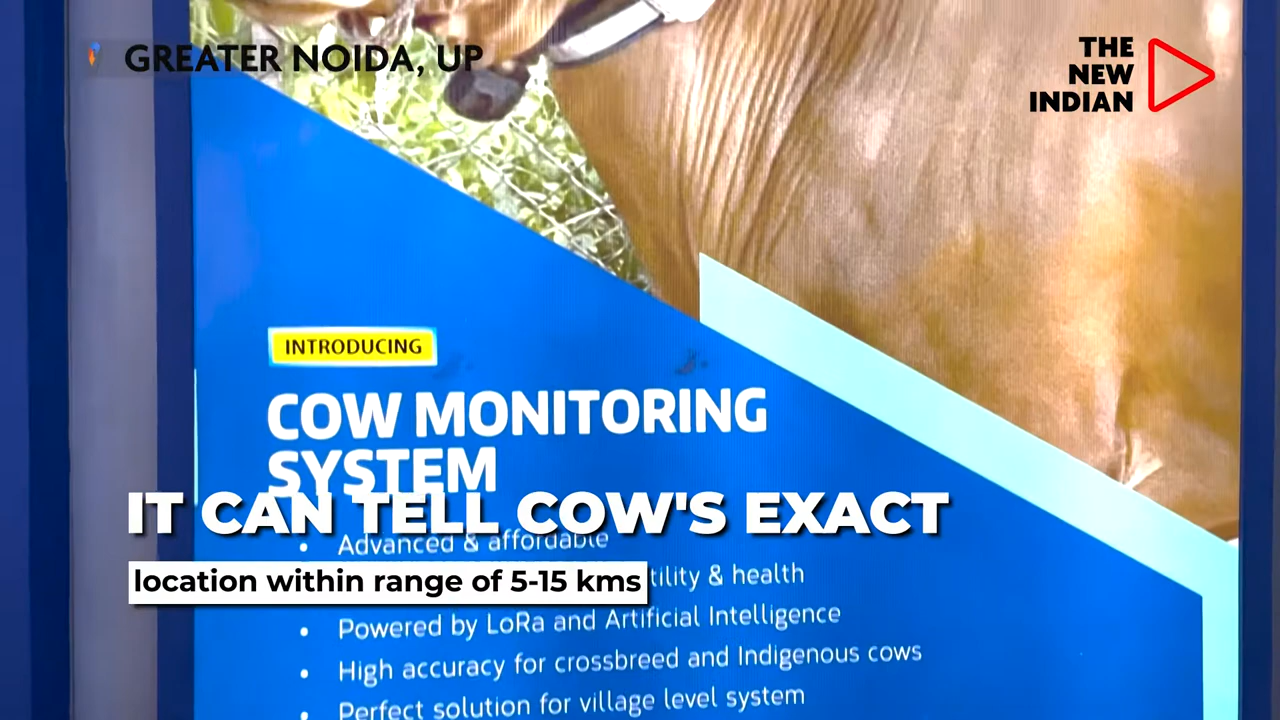 GREATER NOIDA, UP
THE
NEW
INDIAN
INTRODUCING
COW MONITORING
SYSTEM
IT CAN TELL COW'S EXACT
• Advanced & affordable
location within range of 5-15 kms
& health
• Powered by LoRa and Artificial Intelligence
• High accuracy for crossbreed and Indigenous cows
• Perfect solution for village level system